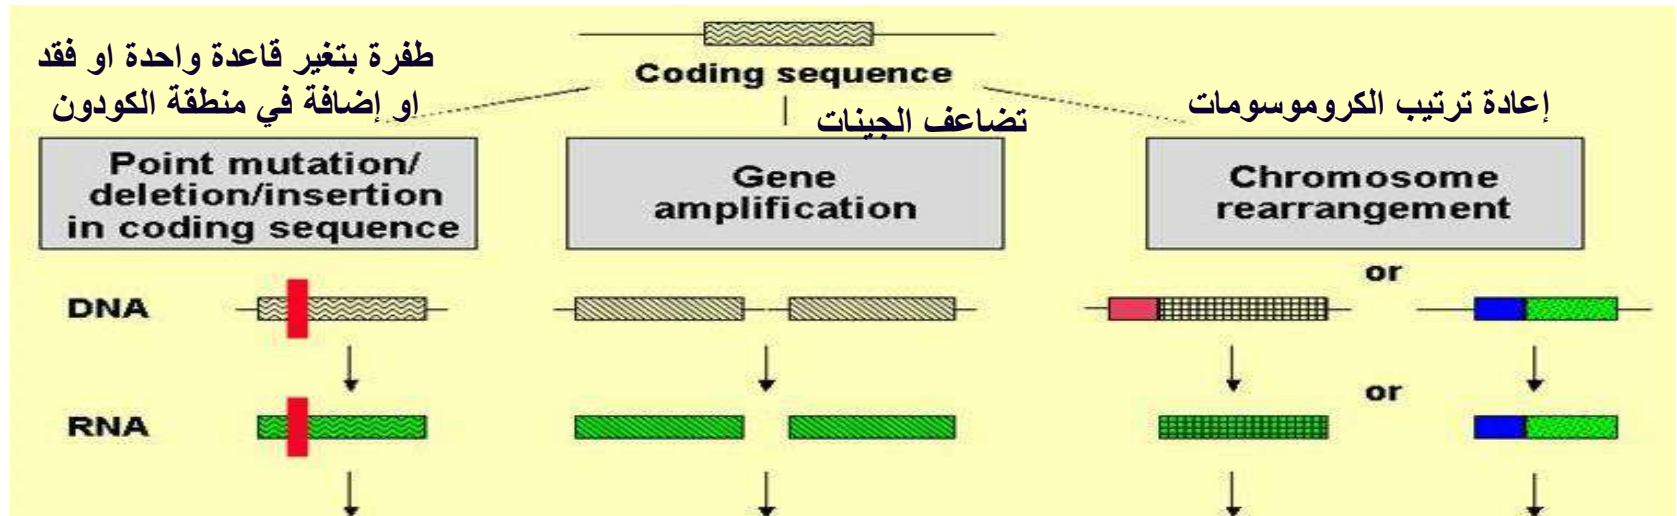 Coding sequence
طفرة بتغير قاعدة واحدة او فقد
او إضافة في منطقة الكودون
تضاعف الجينات
إعادة ترتيب الكروموسومات
Point mutation/
deletion/insertion
in coding sequence
Gene
amplification
Chromosome
rearrangement
or
DNA
or
RNA